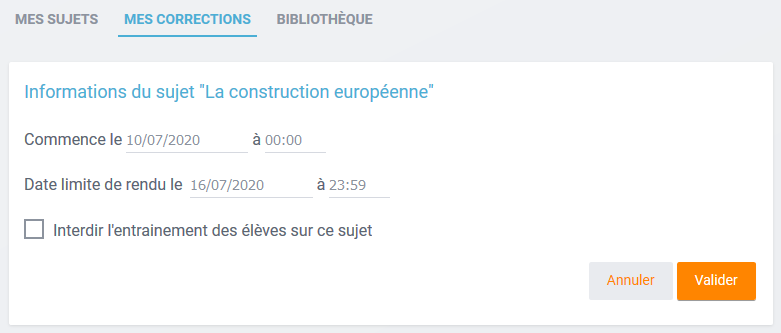 MES SUJETS MES CORRECTIONS BIBLIOTHÈQUE
Informations du sujet "La construction européenne"
Commence le 10/07/2020 à 00:00
Date limite de rendu le 16/07/2020 à 23:59
Interdir l'entrainement des élèves sur ce sujet
Annuler Valider